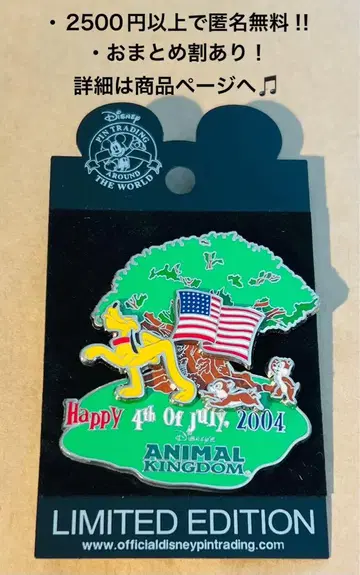 ・2500円以上で匿名無料!!
・おまとめ割あり！
詳細は商品ページへ🎵
Disney
PIN TRADING
AROUND
THE WORLD
Happy 4th Of July, 2004
Disney's
ANIMAL
KINGDOM
LIMITED EDITION
www.officialdisneypintrading.com